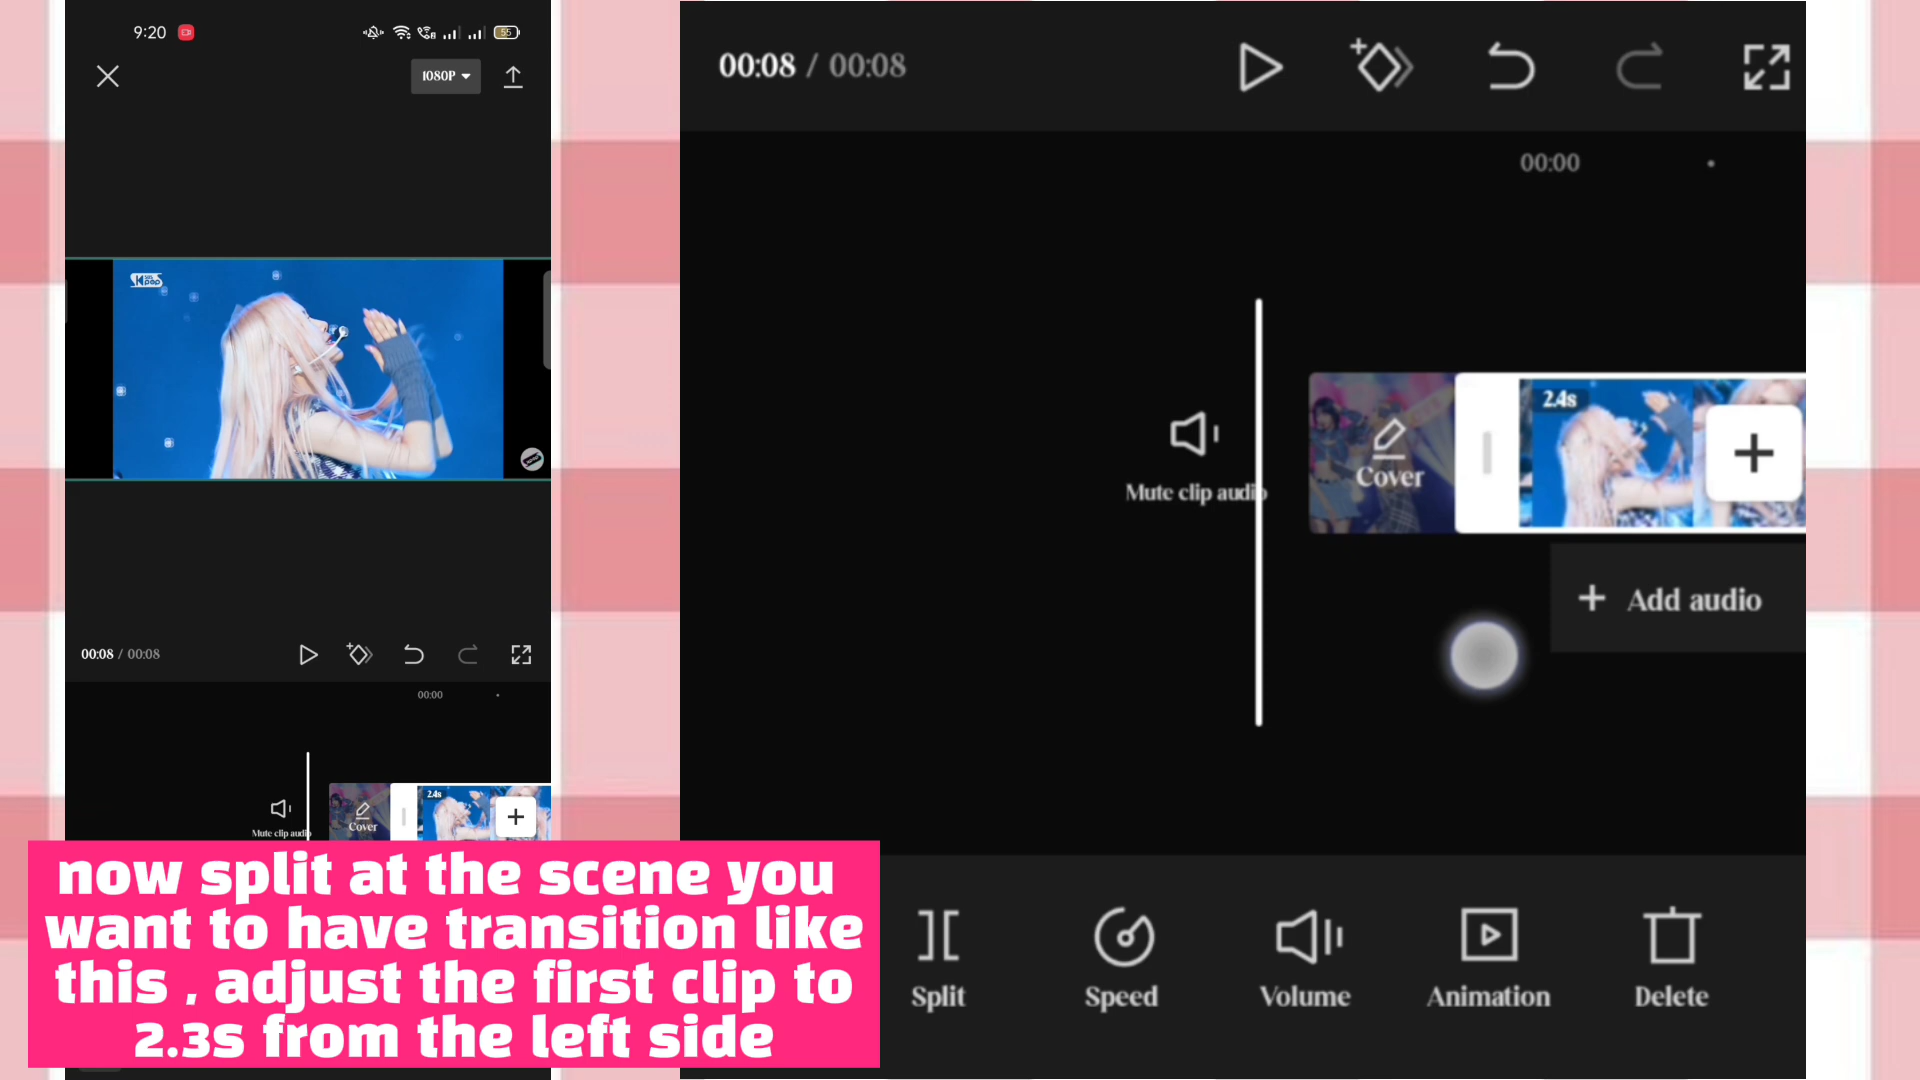 9:20
55
1080P
SBS
Kpop
00:08 / 00:08
00:00
Mute clip audio
Cover
2.4s
00:08 / 00:08
00:00
Mute clip audio
Cover
2.4s
+ Add audio
Split
Speed
Volume
Animation
Delete
now split at the scene you
want to have transition like
this , adjust the first clip to
2.3s from the left side